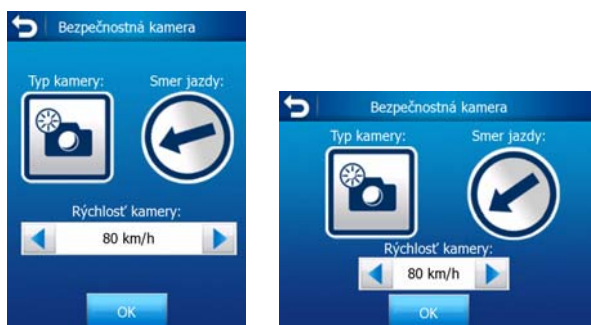 Bezpečnostná kamera
Typ kamery: Smer jazdy:
Rýchlosť kamery:
80 km/h
OK
Bezpečnostná kamera
Typ kamery: Smer jazdy:
Rýchlosť kamery:
80 km/h
OK